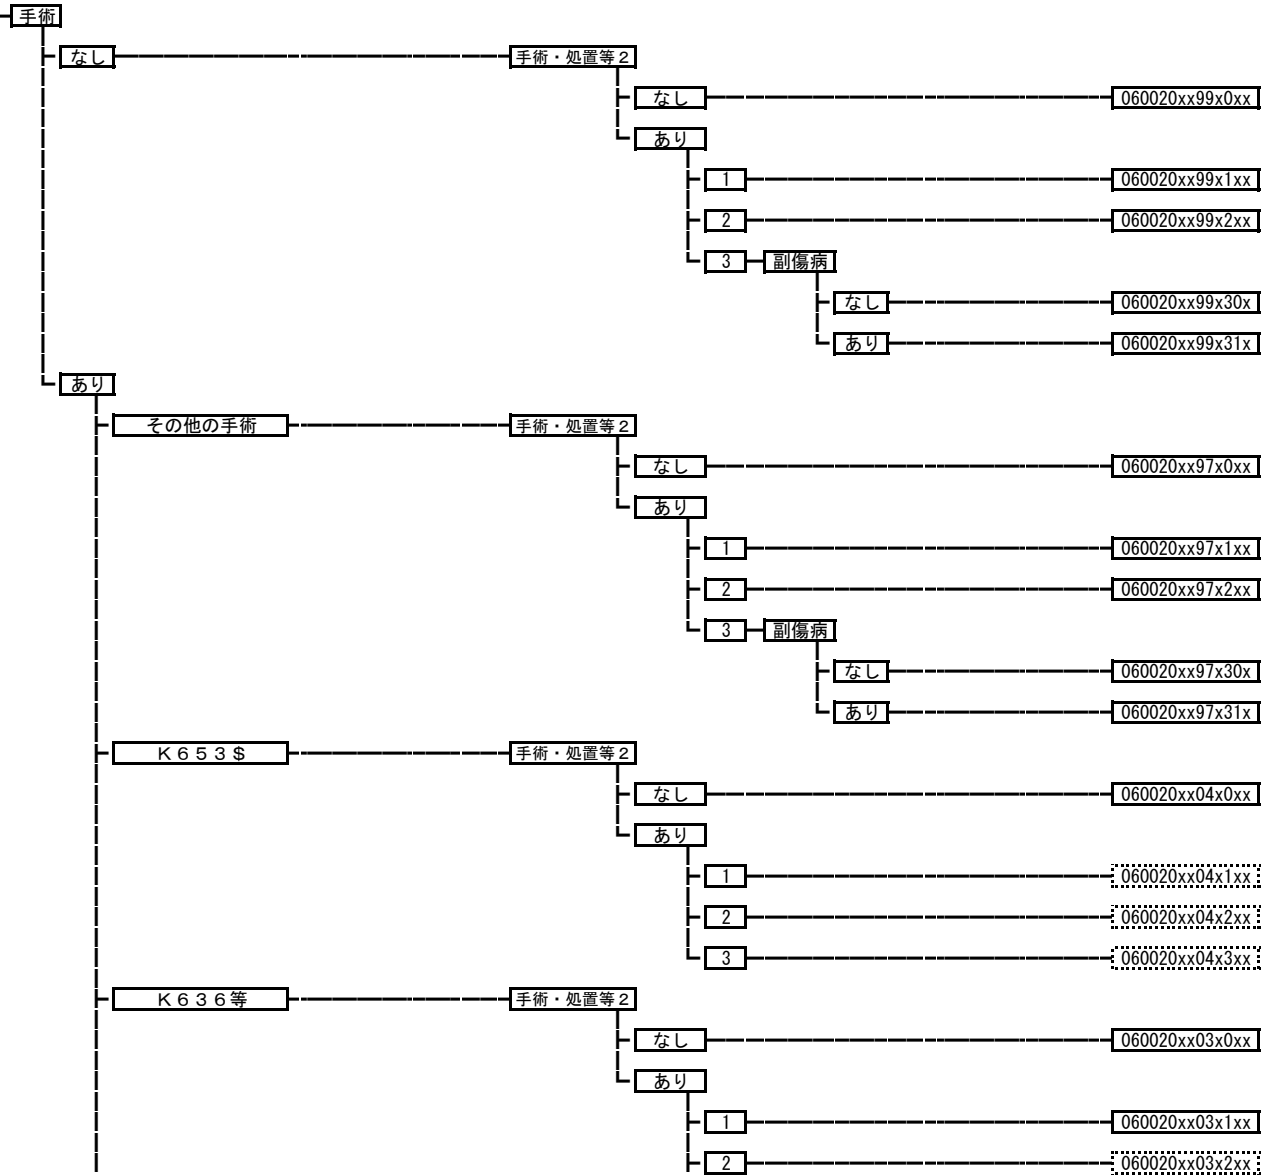 手術
なし 手術・処置等２
なし 060020xx99x0xx
あり
1 060020xx99x1xx
2 060020xx99x2xx
3 副傷病
なし 060020xx99x30x
あり 060020xx99x31x
あり
その他の手術 手術・処置等２
なし 060020xx97x0xx
あり
1 060020xx97x1xx
2 060020xx97x2xx
3 副傷病
なし 060020xx97x30x
あり 060020xx97x31x
Ｋ６５３＄ 手術・処置等２
なし 060020xx04x0xx
あり
1 060020xx04x1xx
2 060020xx04x2xx
3 060020xx04x3xx
Ｋ６３６等 手術・処置等２
なし 060020xx03x0xx
あり
1 060020xx03x1xx
2 060020xx03x2xx